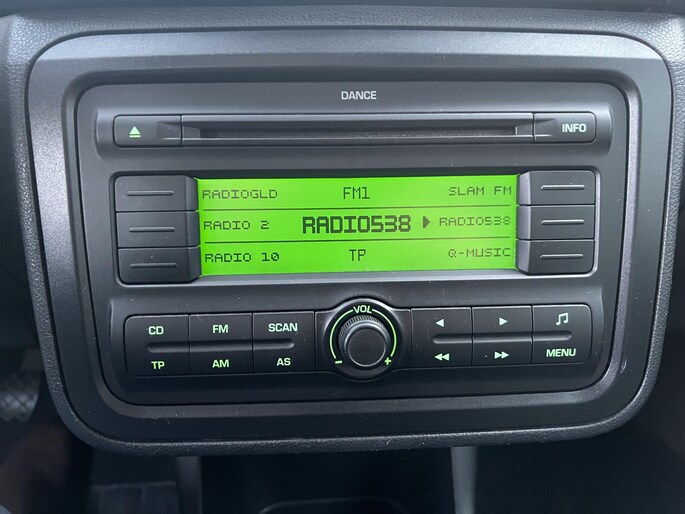 DANCE
INFO
RADIOGLD FM1 SLAM FM
RADIO 2 RADIO538 RADIO538
RADIO 10 TP Q-MUSIC
CD FM SCAN VOL
TP AM AS - + MENU